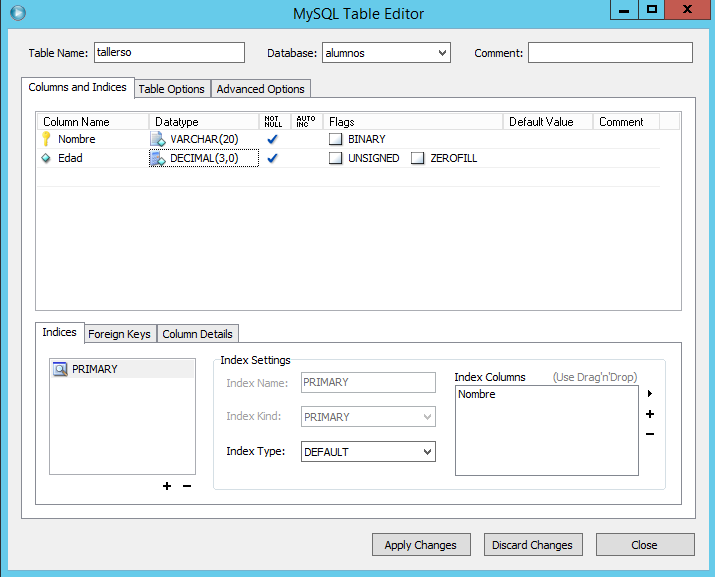 MySQL Table Editor
Table Name: tallerso Database: alumnos Comment:
Columns and Indices Table Options Advanced Options
Column Name Datatype NOT NULL AUTO INC Flags Default Value Comment
Nombre VARCHAR(20) BINARY
Edad DECIMAL(3,0) UNSIGNED ZEROFILL
Indices Foreign Keys Column Details
PRIMARY
Index Settings
Index Name: PRIMARY
Index Kind: PRIMARY
Index Type: DEFAULT
Index Columns (Use Drag'n'Drop)
Nombre
Apply Changes Discard Changes Close